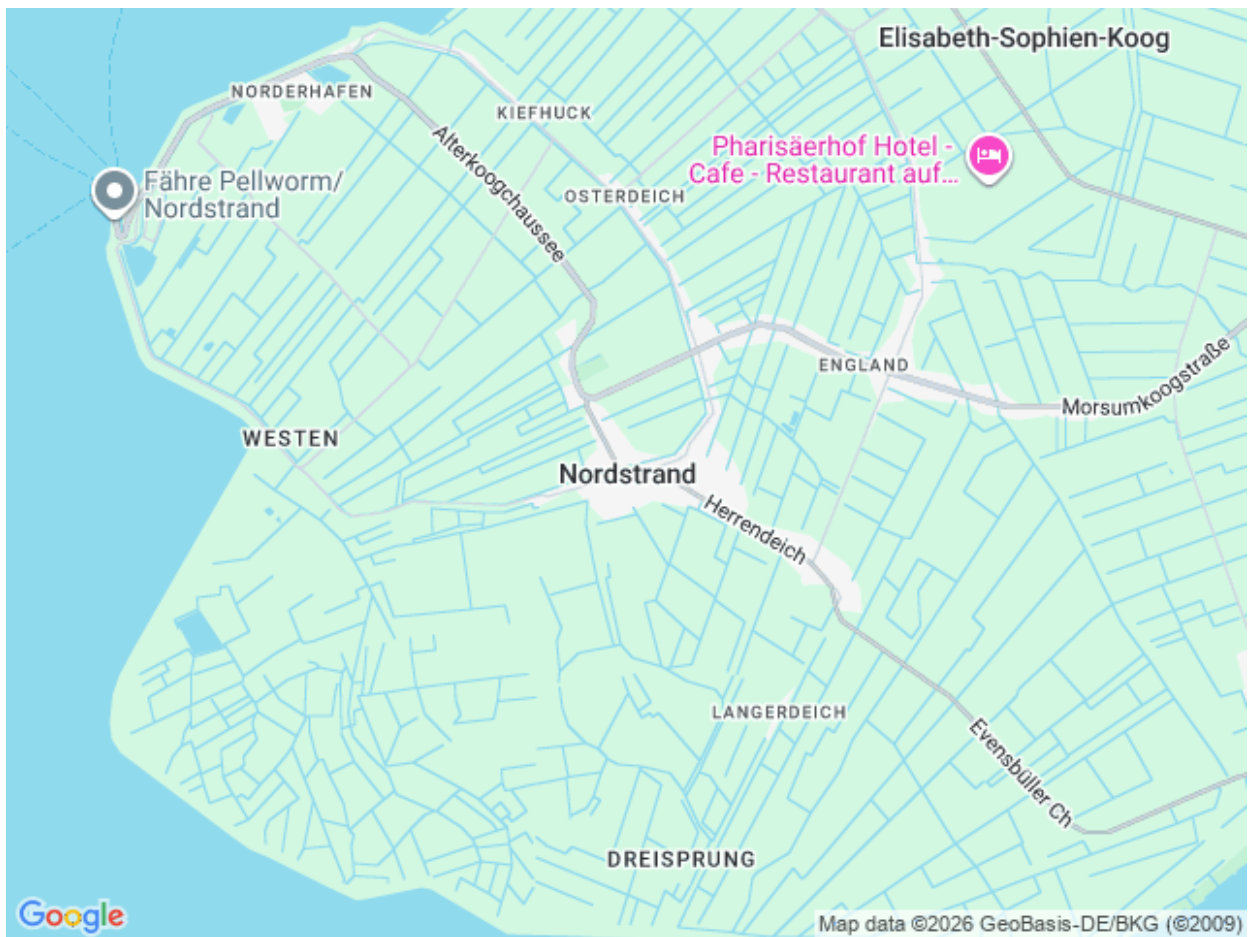 Elisabeth-Sophien-Koog
NORDERHAFEN
KIEFHUCK
Alterkoogchaussee
Pharisäerhof Hotel -
Cafe - Restaurant auf...
Fähre Pellworm/
Nordstrand
OSTERDEICH
ENGLAND
Morsumkoogstraße
WESTEN
Nordstrand
Herrendeich
LANGERDEICH
Evensbüller Ch
DREISPRUNG
Google
Map data ©2026 GeoBasis-DE/BKG (©2009)